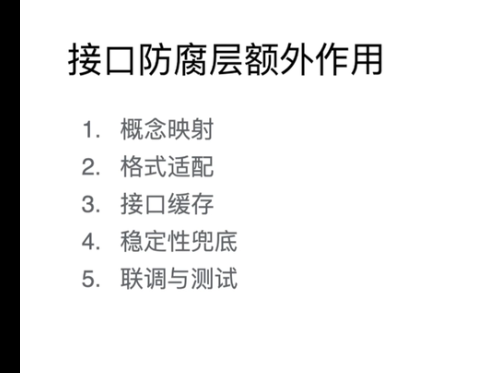 接口防腐层额外作用
1. 概念映射
2. 格式适配
3. 接口缓存
4. 稳定性兜底
5. 联调与测试